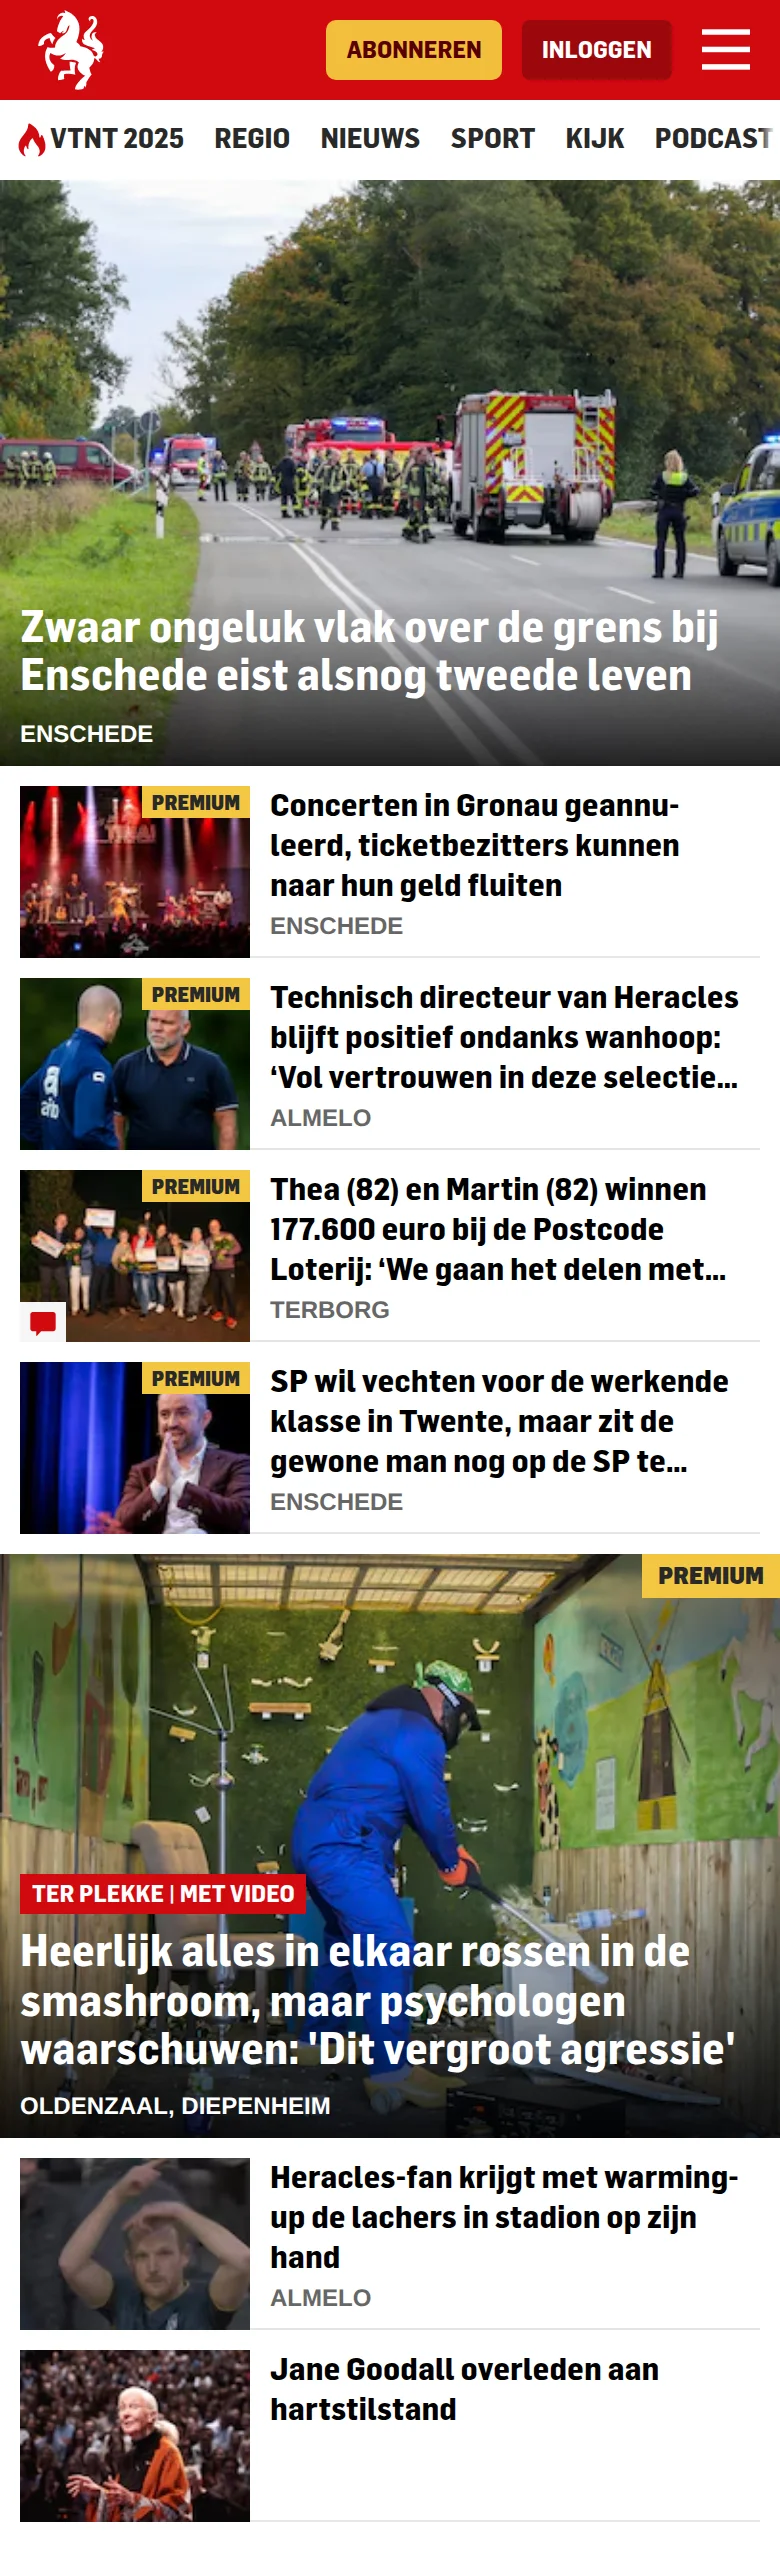 ABONNEREN
INLOGGEN
VTNT 2025 REGIO NIEUWS SPORT KIJK PODCAST
Zwaar ongeluk vlak over de grens bij
Enschede eist alsnog tweede leven
ENSCHEDE
PREMIUM
Concerten in Gronau geannu-
leerd, ticketbezitters kunnen
naar hun geld fluiten
ENSCHEDE
PREMIUM
Technisch directeur van Heracles
blijft positief ondanks wanhoop:
‘Vol vertrouwen in deze selectie...
ALMELO
PREMIUM
Thea (82) en Martin (82) winnen
177.600 euro bij de Postcode
Loterij: ‘We gaan het delen met...
TERBORG
PREMIUM
SP wil vechten voor de werkende
klasse in Twente, maar zit de
gewone man nog op de SP te...
ENSCHEDE
PREMIUM
TER PLEKKE | MET VIDEO
Heerlijk alles in elkaar rossen in de
smashroom, maar psychologen
waarschuwen: 'Dit vergroot agressie'
OLDENZAAL, DIEPENHEIM
Heracles-fan krijgt met warming-
up de lachers in stadion op zijn
hand
ALMELO
Jane Goodall overleden aan
hartstilstand